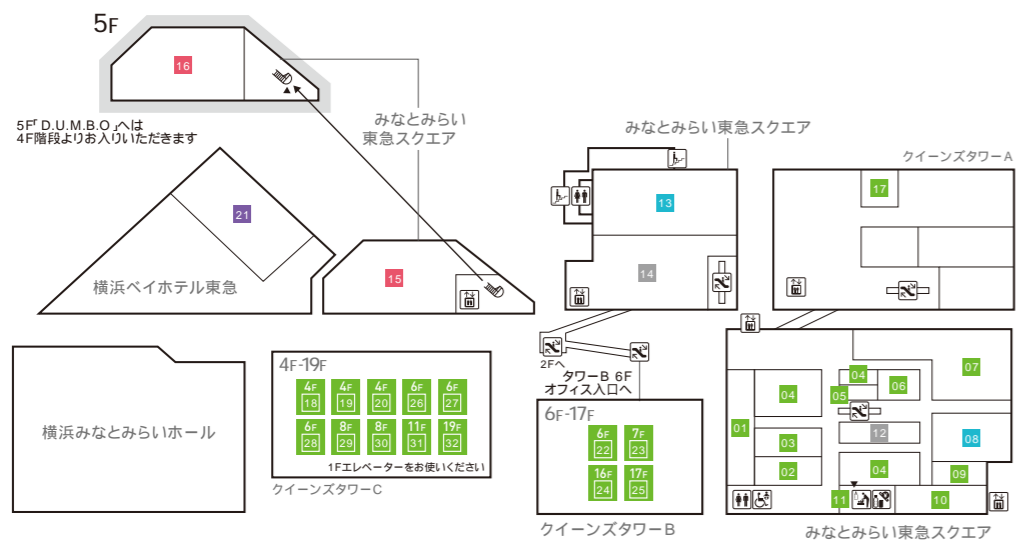 5F
16
5F「D.U.M.B.O」へは
4F階段よりお入りいただきます
みなとみらい
東急スクエア
21
横浜ベイホテル東急
15
みなとみらい東急スクエア
13
14
クイーンズタワーA
17
2Fへ
タワーB 6F
オフィス入口へ
横浜みなとみらいホール
4F-19F
4F 4F 4F 6F 6F
18 19 20 26 27
6F 8F 8F 11F 19F
28 29 30 31 32
1Fエレベーターをお使いください
クイーンズタワーC
6F-17F
6F 7F
22 23
16F 17F
24 25
クイーンズタワーB
07
04
06
04
05
01
12
08
03
02
04
09
11
10
みなとみらい東急スクエア